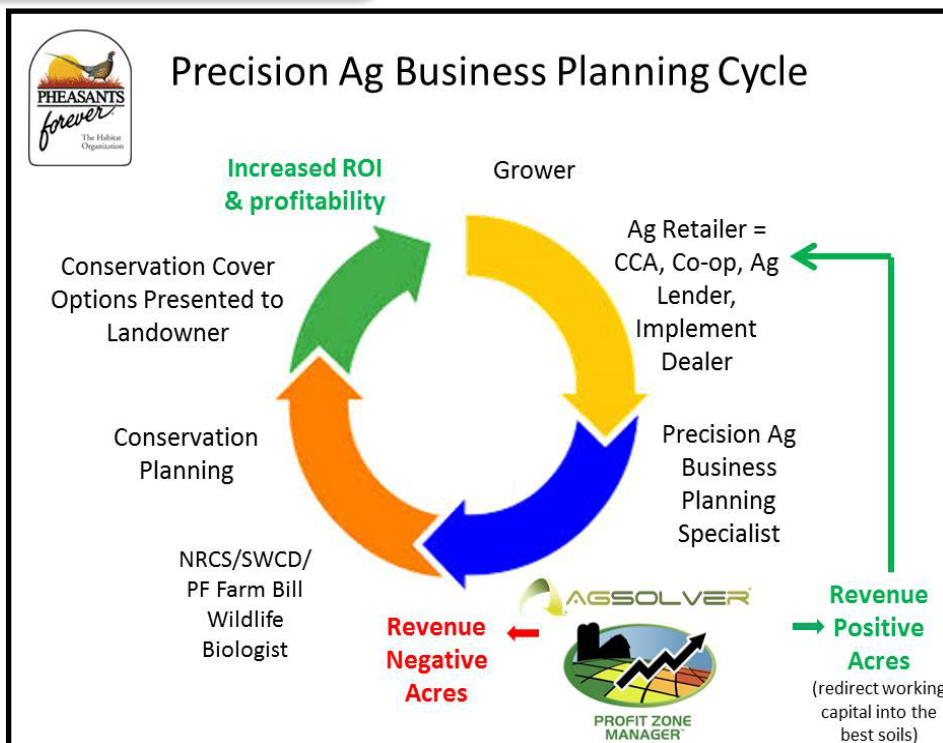 Precision Ag Business Planning Cycle
PHEASANTS
forever®
The Habitat
Organization
Increased ROI
& profitability
Grower
Ag Retailer =
CCA, Co-op, Ag
Lender,
Implement
Dealer
Conservation Cover
Options Presented to
Landowner
Precision Ag
Business
Planning
Specialist
Conservation
Planning
NRCS/SWCD/
PF Farm Bill
Wildlife
Biologist
Revenue
Negative
Acres
AGSOLVER®
PROFIT ZONE
MANAGER™
Revenue
Positive
Acres
(redirect working
capital into the
best soils)